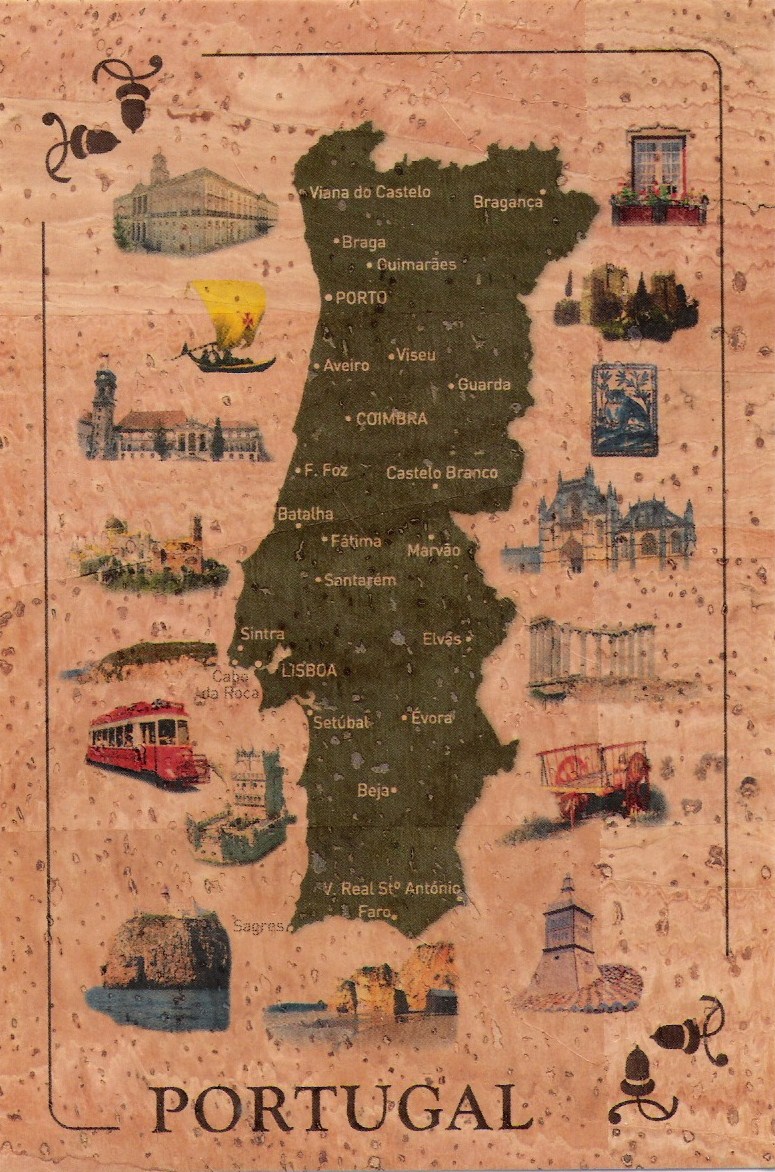 Viana do Castelo
Bragança
Braga
Guimarães
PORTO
Viseu
Aveiro
Guarda
COIMBRA
F. Foz
Castelo Branco
Batalha
Fátima
Marvão
Santarém
Sintra
Elvas
LISBOA
Cabo
da Roca
Setúbal
Évora
Beja
V. Real Stº António
Faro
Sagres
PORTUGAL